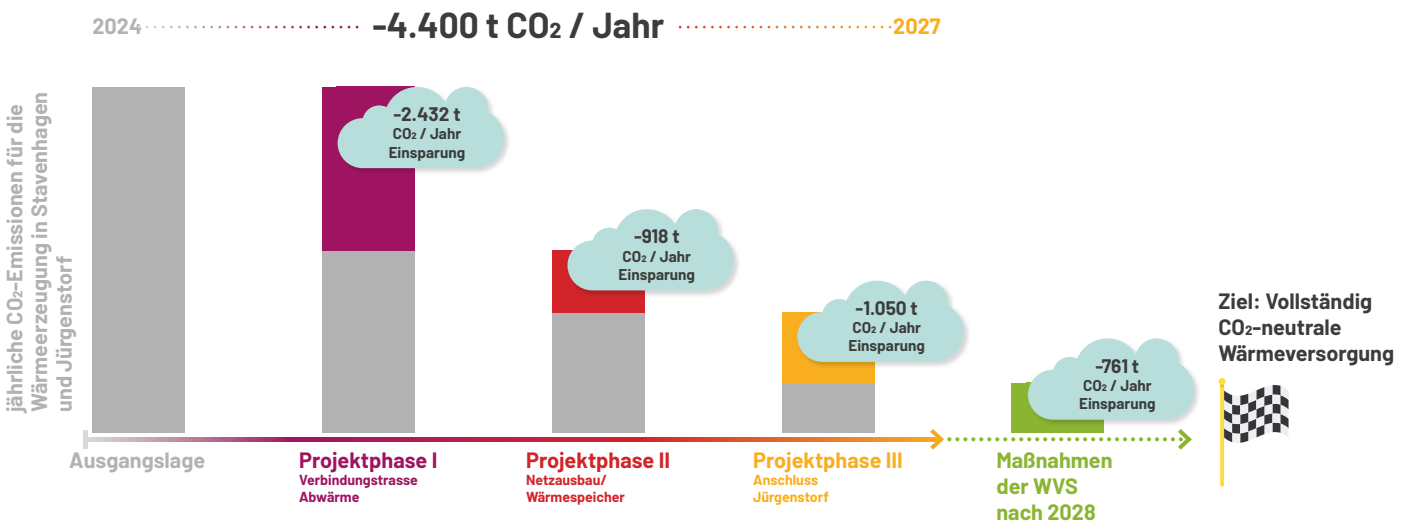 2024
-4.400 t CO₂ / Jahr
2027
jährliche CO₂-Emissionen für die
Wärmeerzeugung in Stavenhagen
und Jürgenstorf
-2.432 t
CO₂ / Jahr
Einsparung
-918 t
CO₂ / Jahr
Einsparung
-1.050 t
CO₂ / Jahr
Einsparung
-761 t
CO₂ / Jahr
Einsparung
Ziel: Vollständig
CO₂-neutrale
Wärmeversorgung
Ausgangslage
Projektphase I
Verbindungstrasse
Abwärme
Projektphase II
Netzausbau/
Wärmespeicher
Projektphase III
Anschluss
Jürgenstorf
Maßnahmen
der WVS
nach 2028